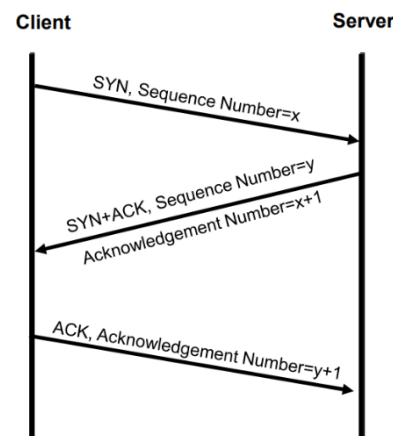 Client
Server
SYN, Sequence Number=x
SYN+ACK, Sequence Number=y
Acknowledgement Number=x+1
ACK, Acknowledgement Number=y+1